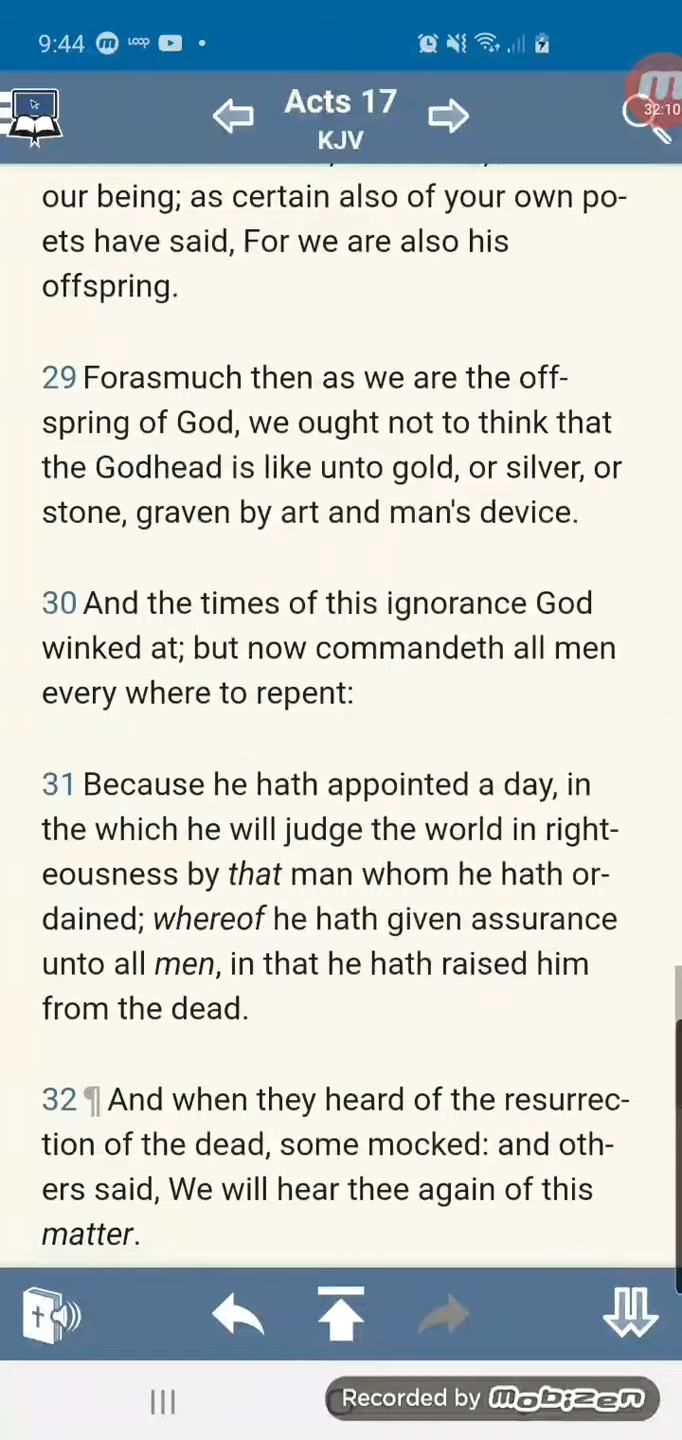 9:44 m LOOP
Acts 17
KJV
32:10
our being; as certain also of your own po-
ets have said, For we are also his
offspring.
29 Forasmuch then as we are the off-
spring of God, we ought not to think that
the Godhead is like unto gold, or silver, or
stone, graven by art and man's device.
30 And the times of this ignorance God
winked at; but now commandeth all men
every where to repent:
31 Because he hath appointed a day, in
the which he will judge the world in right-
eousness by that man whom he hath or-
dained; whereof he hath given assurance
unto all men, in that he hath raised him
from the dead.
32 ¶ And when they heard of the resurrec-
tion of the dead, some mocked: and oth-
ers said, We will hear thee again of this
matter.
Recorded by mobizen